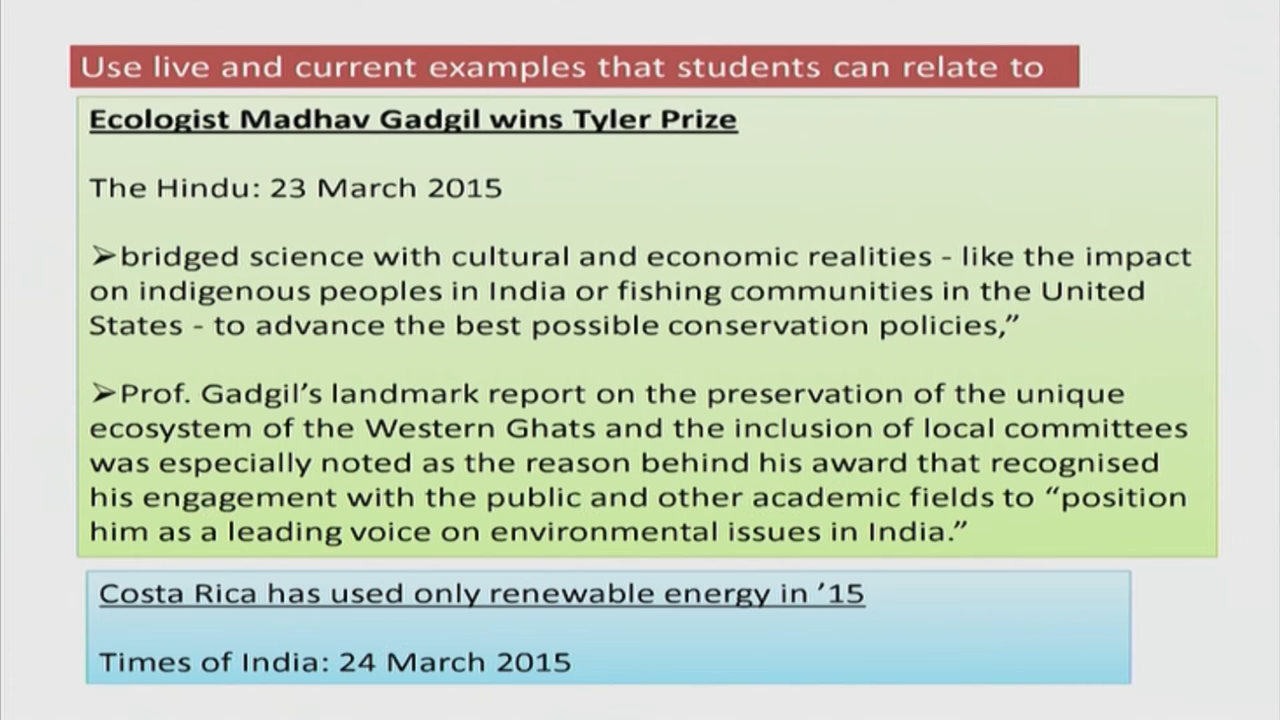 Use live and current examples that students can relate to
Ecologist Madhav Gadgil wins Tyler Prize
The Hindu: 23 March 2015
➢bridged science with cultural and economic realities - like the impact
on indigenous peoples in India or fishing communities in the United
States - to advance the best possible conservation policies,”
➢Prof. Gadgil’s landmark report on the preservation of the unique
ecosystem of the Western Ghats and the inclusion of local committees
was especially noted as the reason behind his award that recognised
his engagement with the public and other academic fields to “position
him as a leading voice on environmental issues in India.”
Costa Rica has used only renewable energy in ’15
Times of India: 24 March 2015